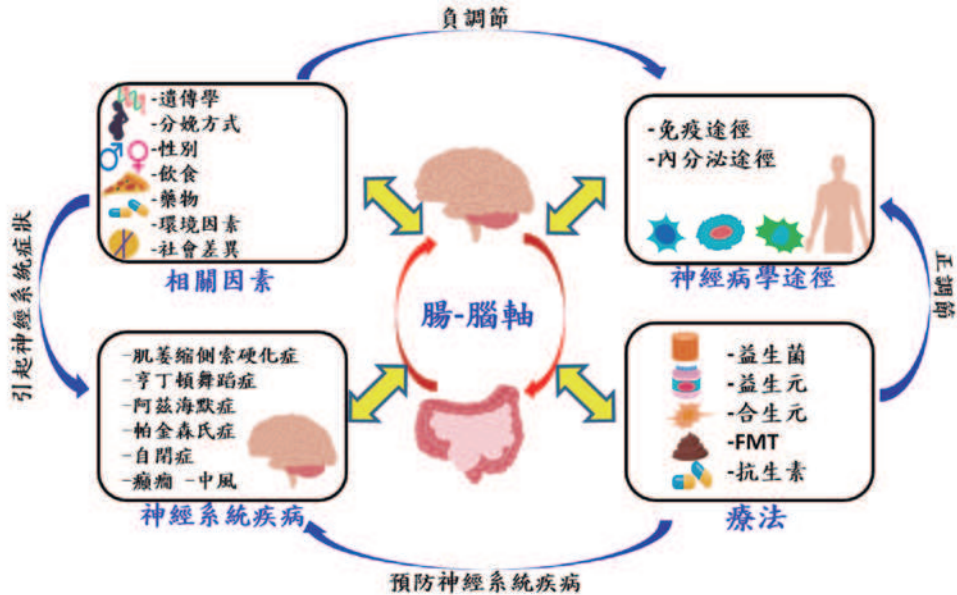 負調節
-遺傳學
-分娩方式
-性別
-飲食
-藥物
-環境因素
-社會差異
相關因素
-免疫途徑
-內分泌途徑
神經病學途徑
引起神經系統症狀
腸-腦軸
正調節
-肌萎縮側索硬化症
-亨丁頓舞蹈症
-阿茲海默症
-帕金森氏症
-自閉症
-癲癇 -中風
神經系統疾病
-益生菌
-益生元
-合生元
-FMT
-抗生素
療法
預防神經系統疾病